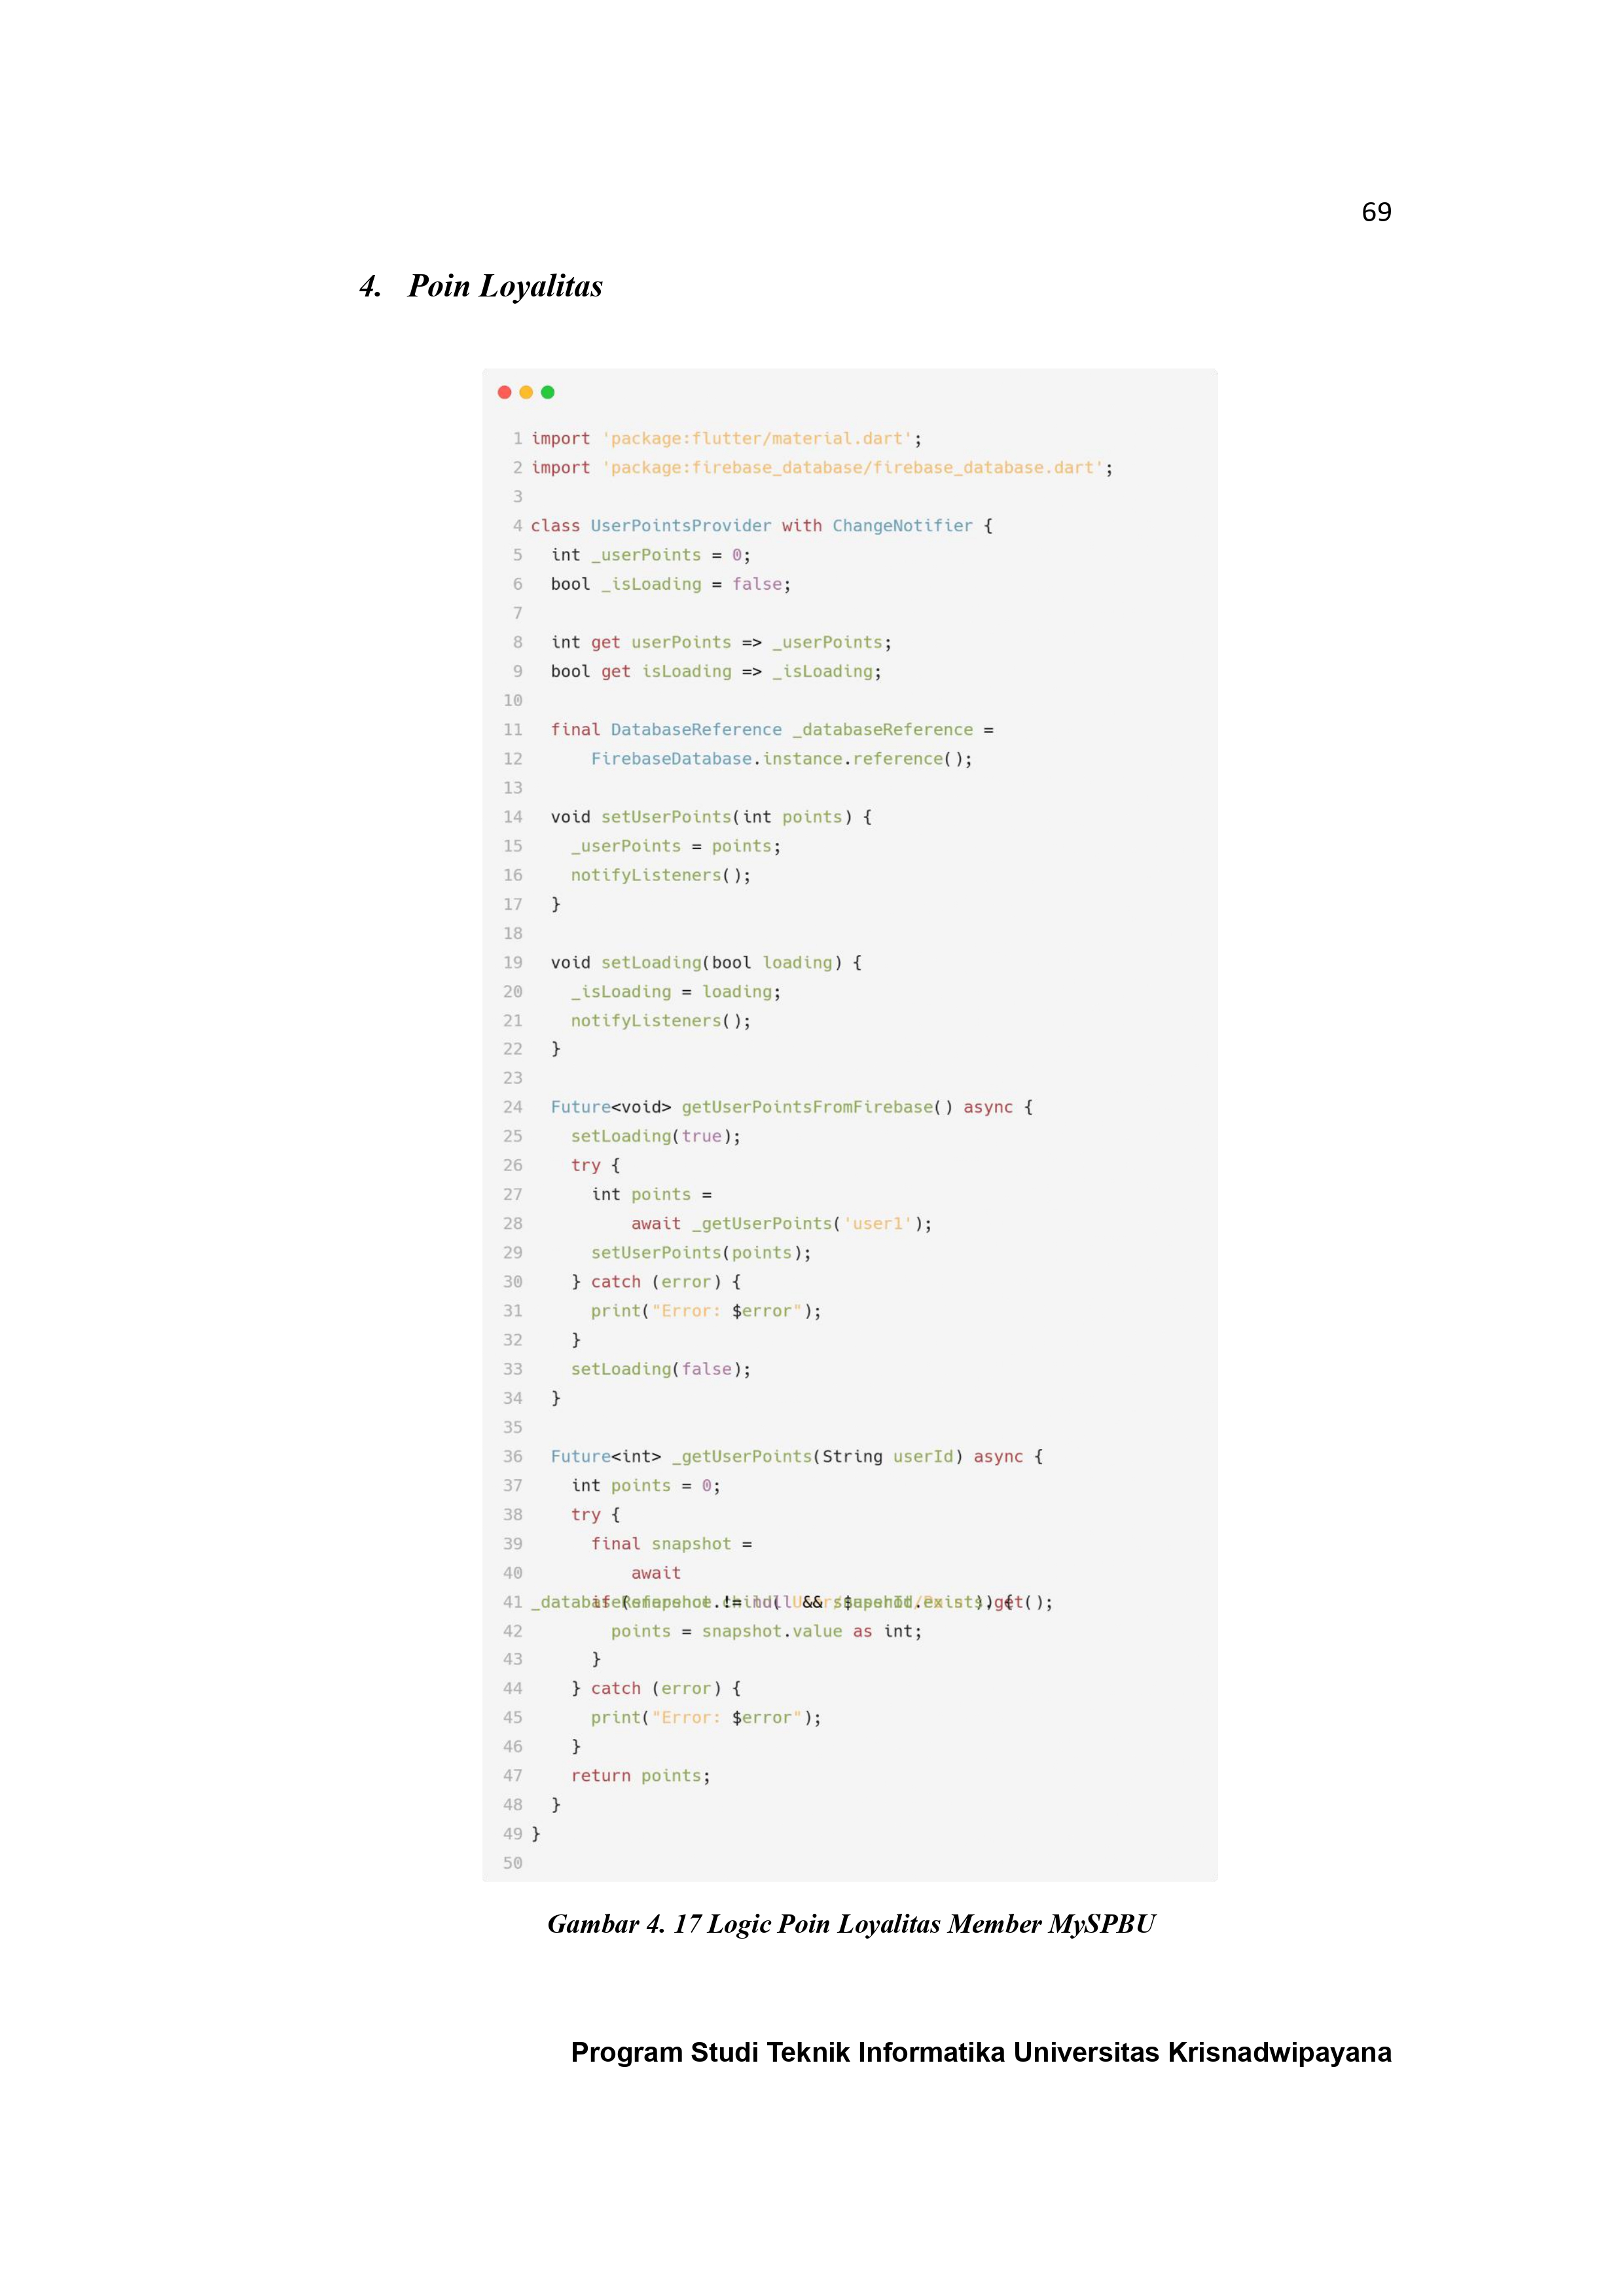 69
4. Poin Loyalitas
1 import 'package:flutter/material.dart';
2 import 'package:firebase_database/firebase_database.dart';
3
4 class UserPointsProvider with ChangeNotifier {
5 int _userPoints = 0;
6 bool _isLoading = false;
7
8 int get userPoints => _userPoints;
9 bool get isLoading => _isLoading;
10
11 final DatabaseReference _databaseReference =
12 FirebaseDatabase.instance.reference();
13
14 void setUserPoints(int points) {
15 _userPoints = points;
16 notifyListeners();
17 }
18
19 void setLoading(bool loading) {
20 _isLoading = loading;
21 notifyListeners();
22 }
23
24 Future<void> getUserPointsFromFirebase() async {
25 setLoading(true);
26 try {
27 int points =
28 await _getUserPoints('user1');
29 setUserPoints(points);
30 } catch (error) {
31 print("Error: $error");
32 }
33 setLoading(false);
34 }
35
36 Future<int> _getUserPoints(String userId) async {
37 int points = 0;
38 try {
39 final snapshot =
40 await
41
42 points = snapshot.value as int;
43 }
44 } catch (error) {
45 print("Error: $error");
46 }
47 return points;
48 }
49 }
50
Gambar 4. 17 Logic Poin Loyalitas Member MySPBU
Program Studi Teknik Informatika Universitas Krisnadwipayana